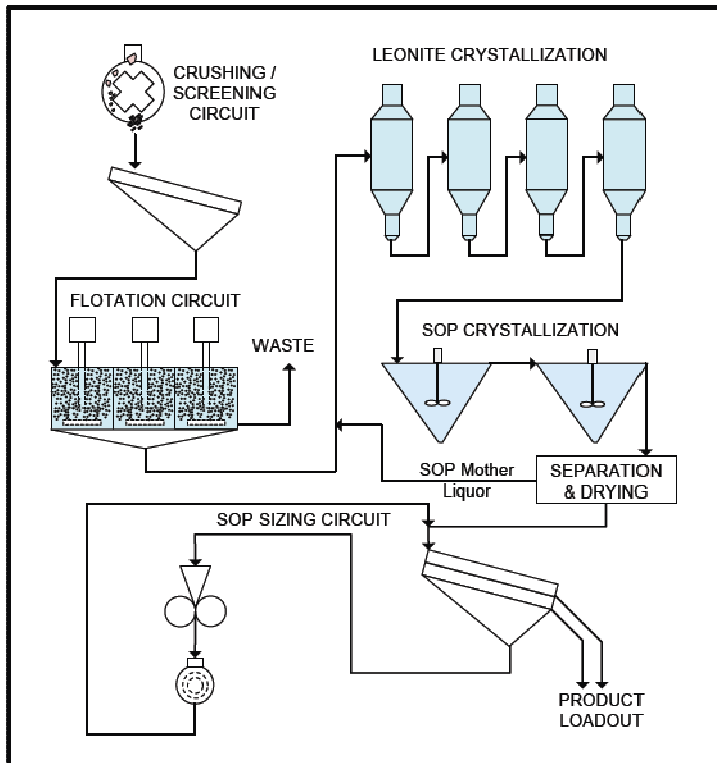 CRUSHING /
SCREENING
CIRCUIT
LEONITE CRYSTALLIZATION
FLOTATION CIRCUIT
WASTE
SOP CRYSTALLIZATION
SOP Mother
Liquor
SEPARATION
& DRYING
SOP SIZING CIRCUIT
PRODUCT
LOADOUT